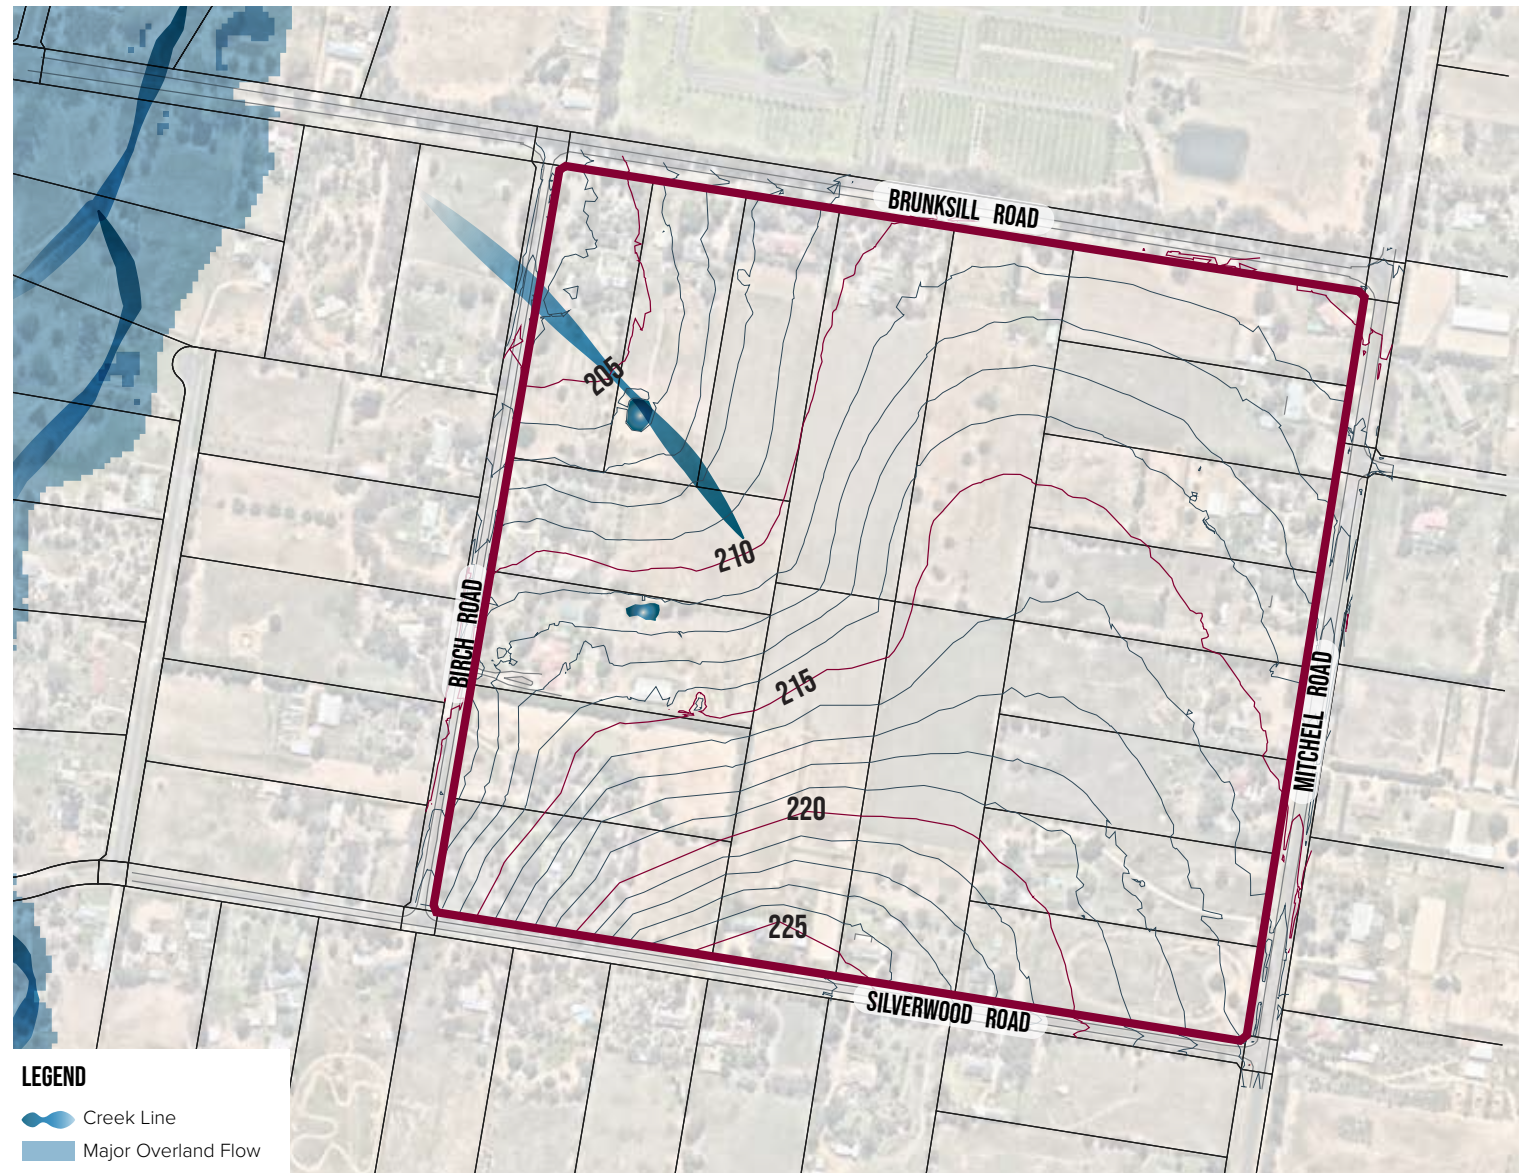 BRUNKSILL ROAD
205
210
BIRCH ROAD
215
MITCHELL ROAD
220
225
SILVERWOOD ROAD
LEGEND
Creek Line
Major Overland Flow